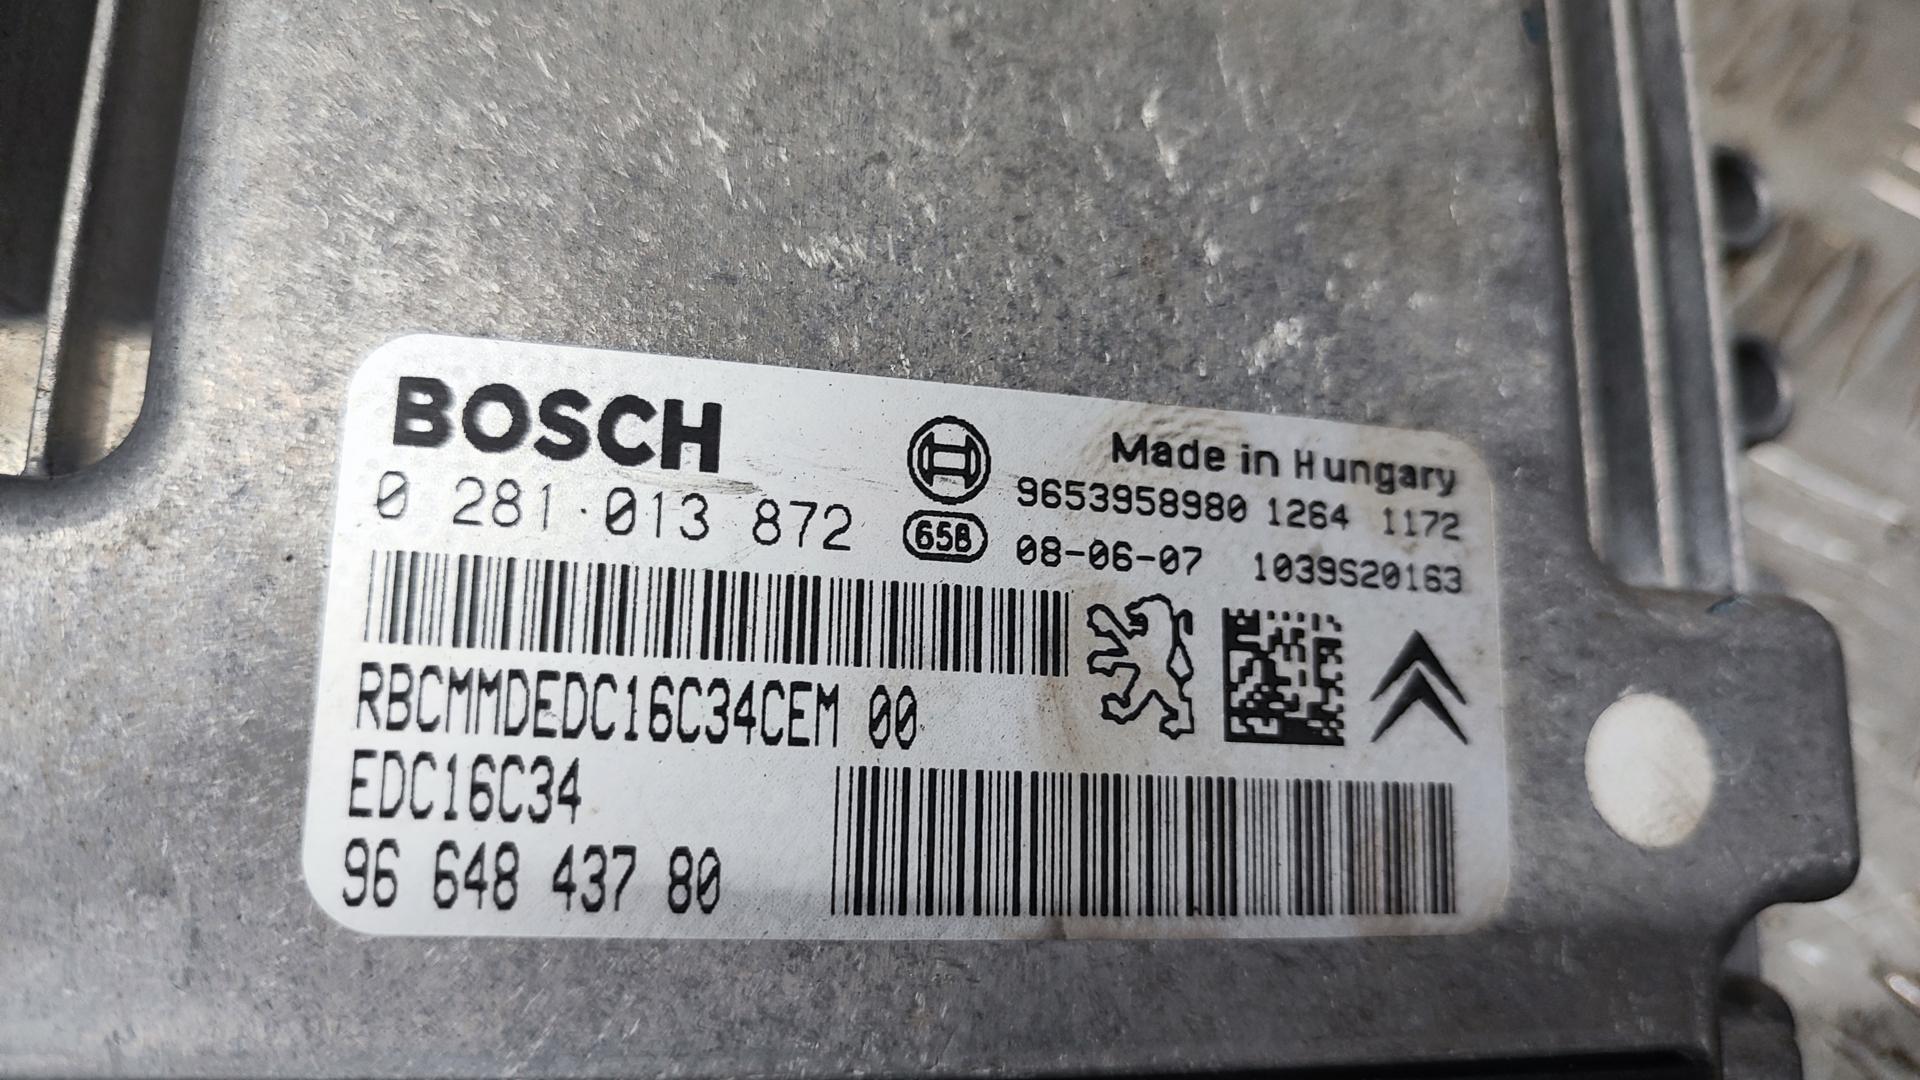 BOSCH
0 281 013 872
65B
Made in Hungary
9653958980 1264 1172
08-06-07 1039S20163
RBCMMDEDC16C34CEM 00
EDC16C34
96 648 437 80